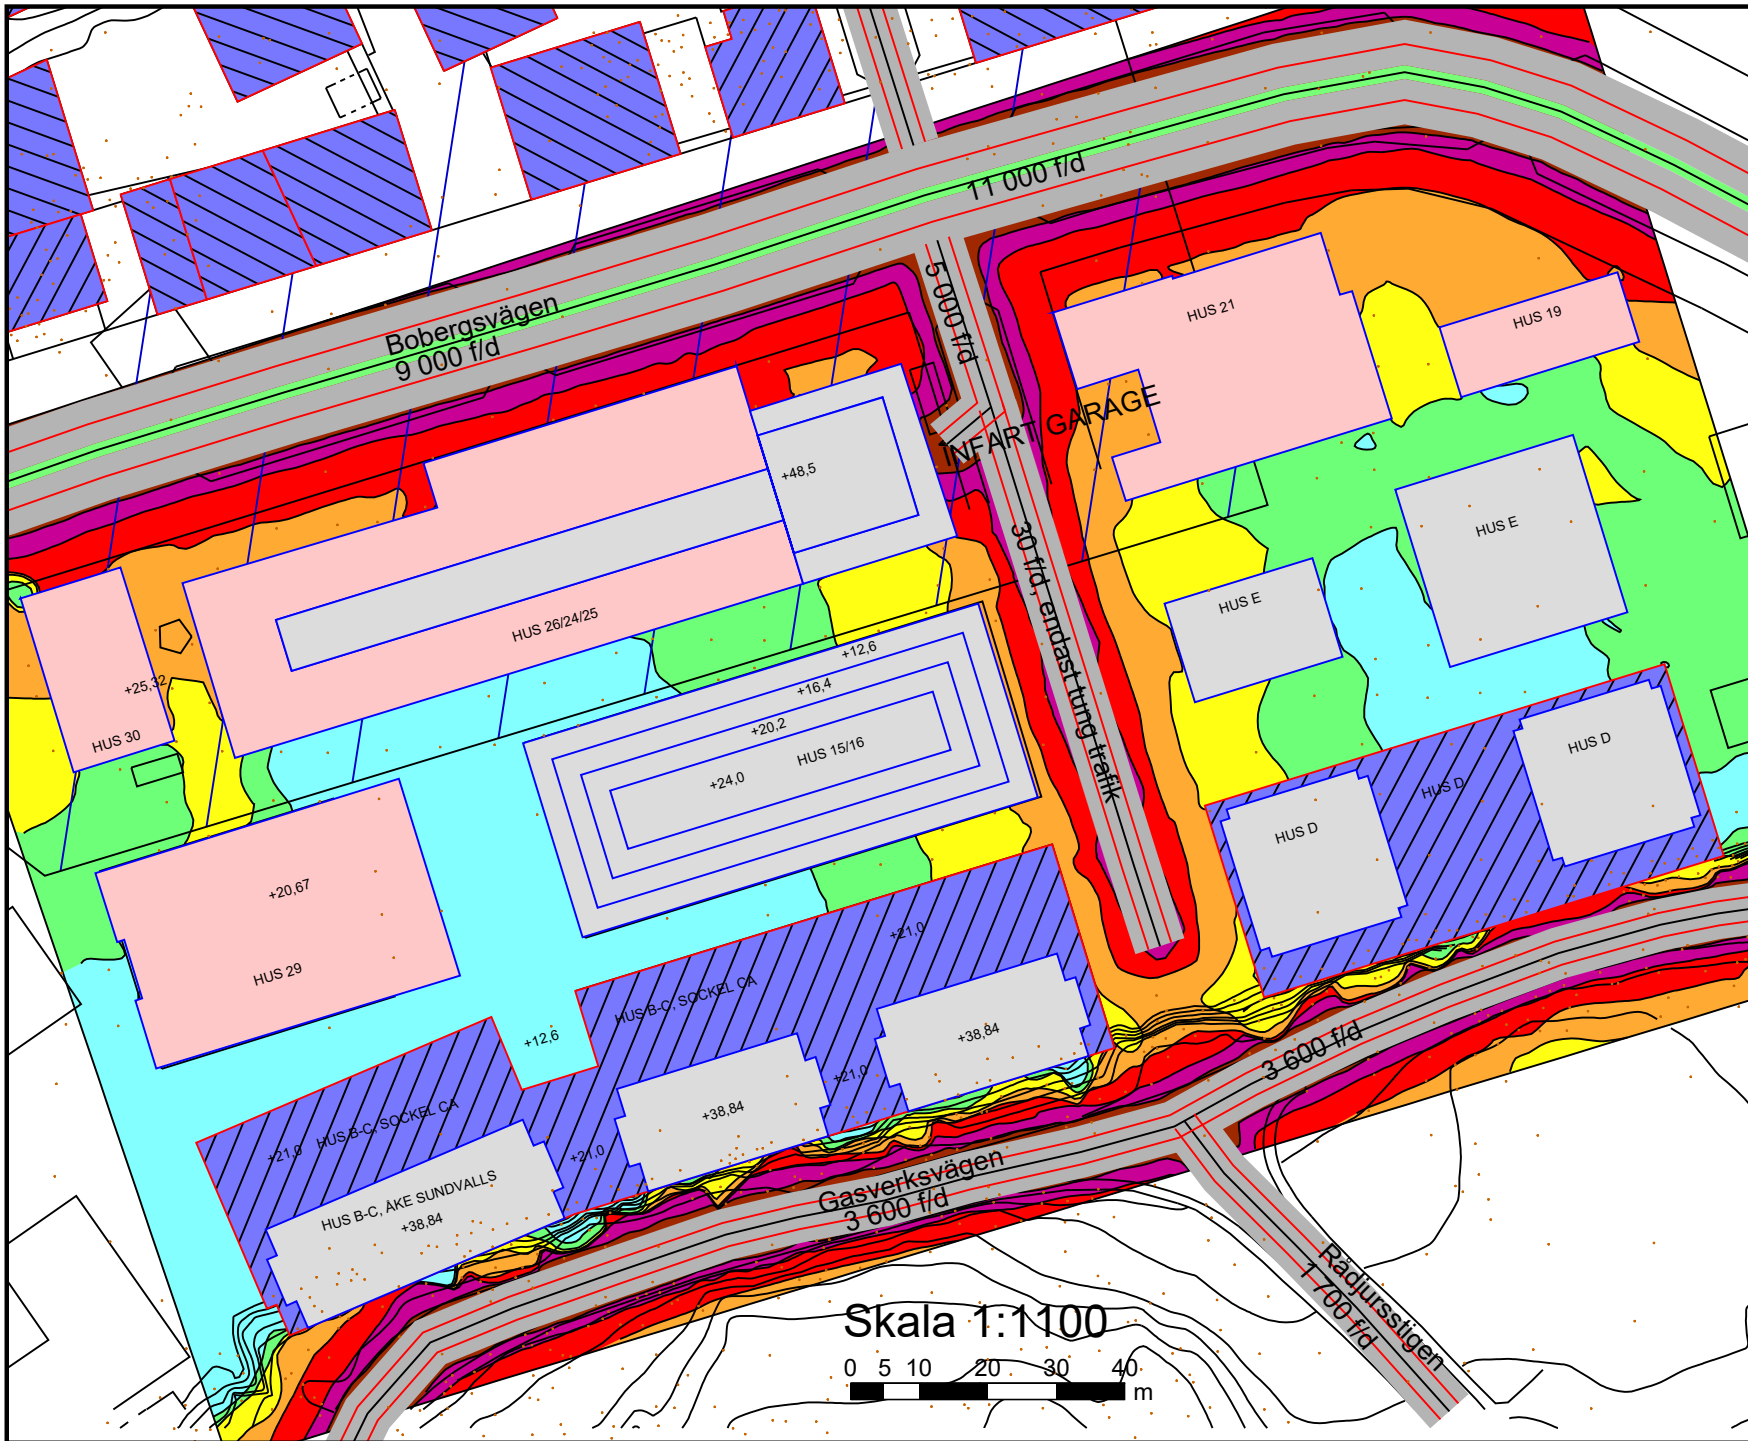 11 000 f/d
Bobergsvägen
9 000 f/d
5 000 f/d
HUS 21
HUS 19
INFART GARAGE
+48,5
HUS E
HUS E
30 f/d, endast tung trafik
HUS 26/24/25
+25,32
HUS 30
+12,6
+16,4
+20,2
+24,0
HUS 15/16
HUS D
HUS D
HUS D
+20,67
HUS 29
+21,0
HUS B-C, SOCKEL CA
+12,6
+38,84
+21,0
+38,84
HUS B-C, SOCKEL CA
+21,0
+21,0
HUS B-C, ÅKE SUNDVALLS
+38,84
3 600 f/d
Gasverksvägen
3 600 f/d
Rådjursstigen
1 700 f/d
Skala 1:1100
0 5 10 20 30 40
m